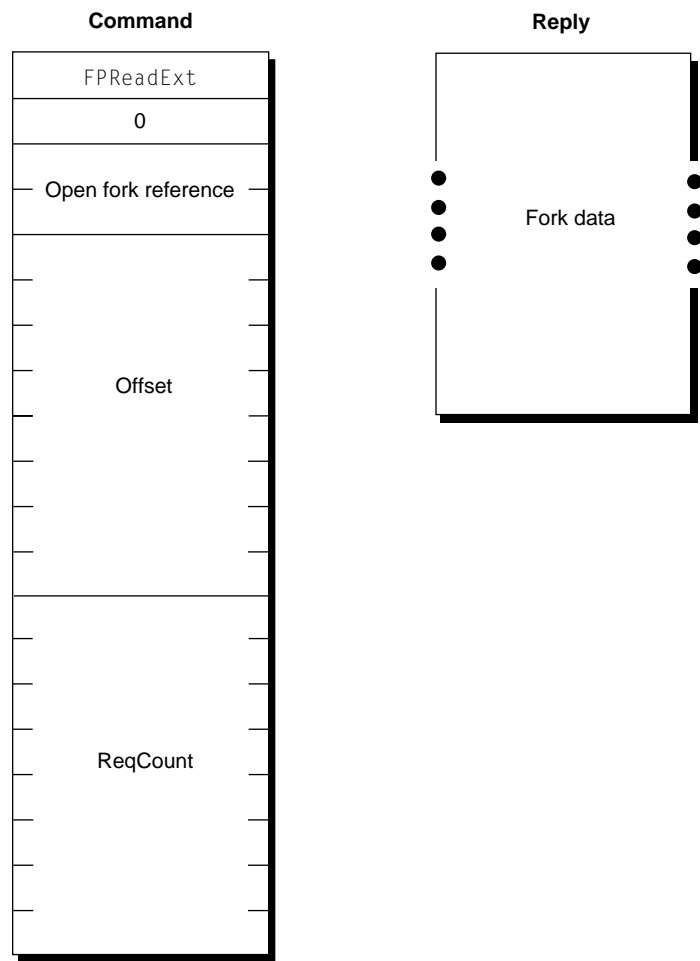 Command
FPReadExt
0
Open fork reference
Offset
ReqCount
Reply
Fork data